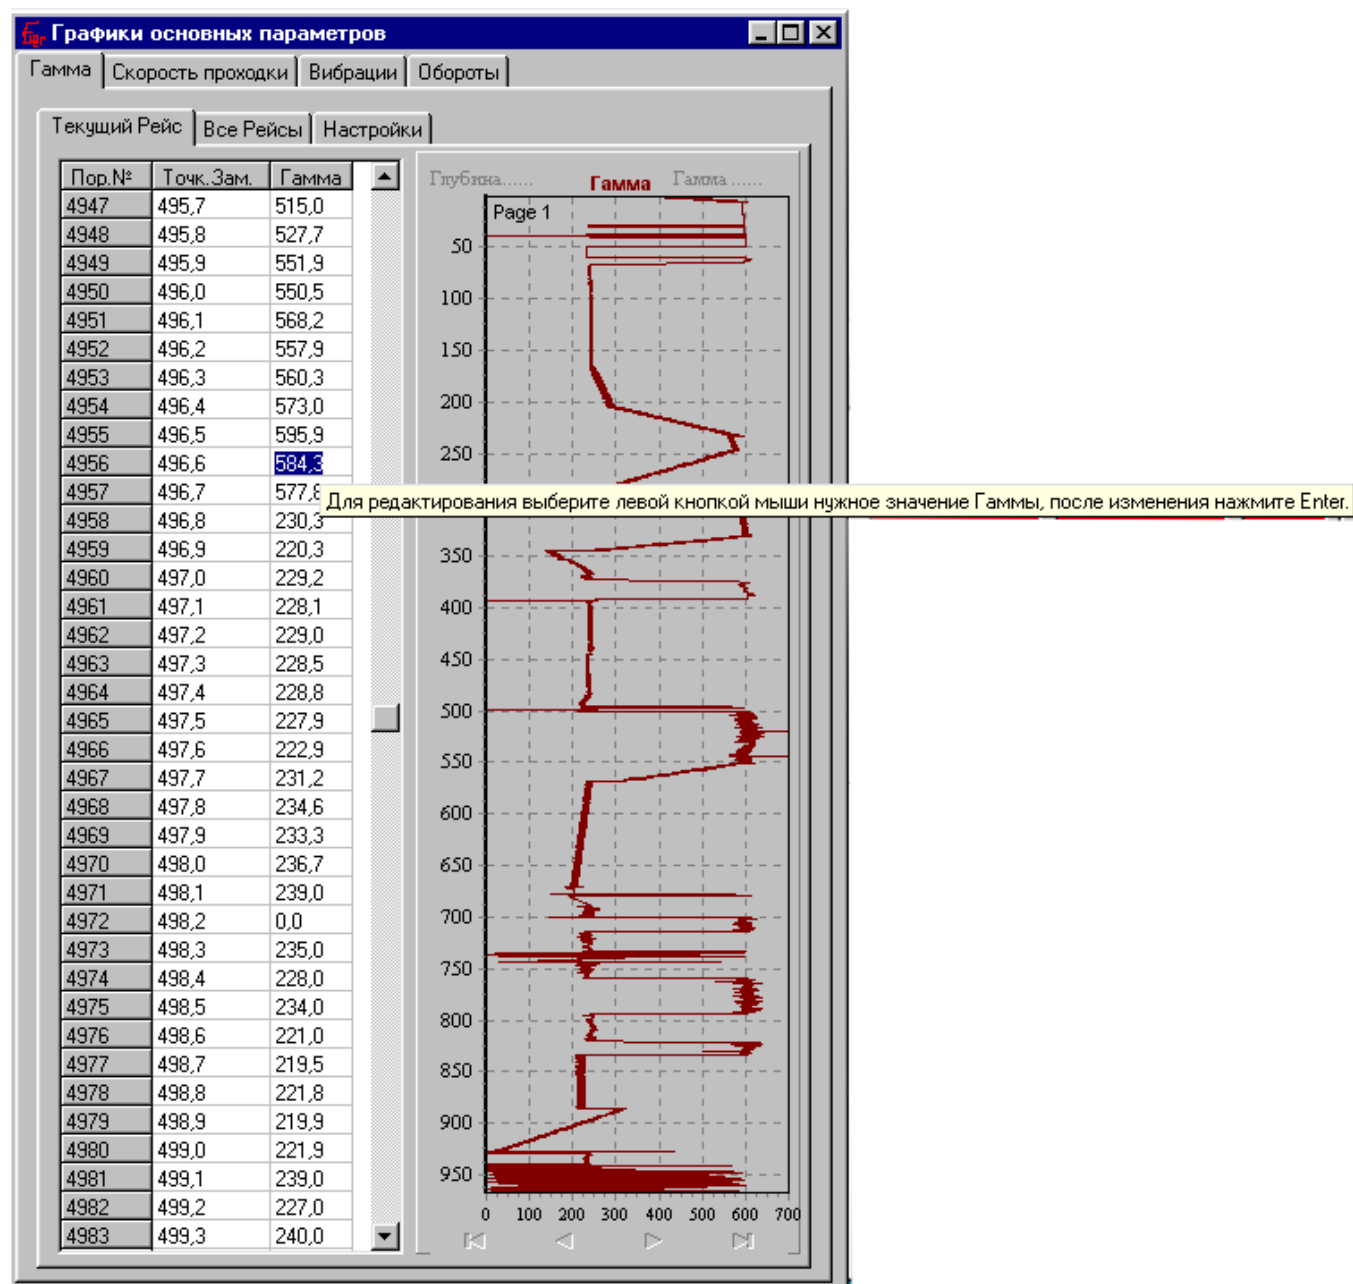 Графики основных параметров
Гамма Скорость проходки Вибрации Обороты
Текущий Рейс Все Рейсы Настройки
Пор.№ Точк.Зам. Гамма
4947 495,7 515,0
4948 495,8 527,7
4949 495,9 551,9
4950 496,0 550,5
4951 496,1 568,2
4952 496,2 557,9
4953 496,3 560,3
4954 496,4 573,0
4955 496,5 595,9
4956 496,6 584,3
4957 496,7 577,8
4958 496,8 230,3
4959 496,9 220,3
4960 497,0 229,2
4961 497,1 228,1
4962 497,2 229,0
4963 497,3 228,5
4964 497,4 228,8
4965 497,5 227,9
4966 497,6 222,9
4967 497,7 231,2
4968 497,8 234,6
4969 497,9 233,3
4970 498,0 236,7
4971 498,1 239,0
4972 498,2 0,0
4973 498,3 235,0
4974 498,4 228,0
4975 498,5 234,0
4976 498,6 221,0
4977 498,7 219,5
4978 498,8 221,8
4979 498,9 219,9
4980 499,0 221,9
4981 499,1 239,0
4982 499,2 227,0
4983 499,3 240,0
Глубина...... Гамма Гамма ......
Page 1
50
100
150
200
250
Для редактирования выберите левой кнопкой мыши нужное значение Гаммы, после изменения нажмите Enter.
350
400
450
500
550
600
650
700
750
800
850
900
950
0 100 200 300 400 500 600 700